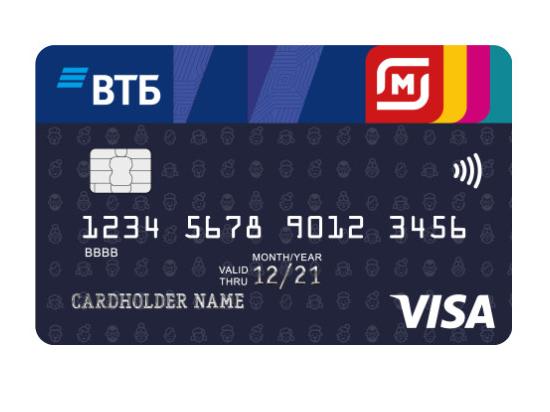 ВТБ
М
1234 5678 9012 3456
BBBB
MONTH/YEAR
VALID
THRU 12/21
CARDHOLDER NAME
VISA